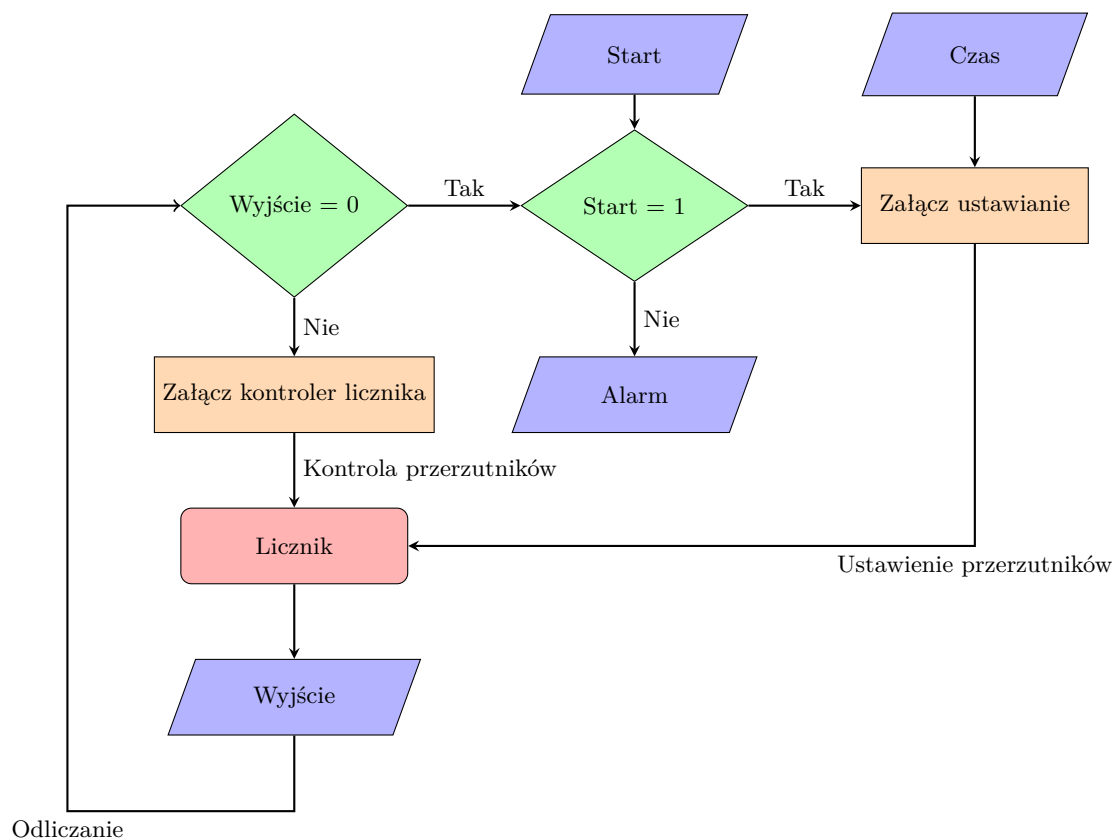 Start
Czas
Wyjście = 0
Tak
Start = 1
Tak
Załącz ustawianie
Nie
Nie
Załącz kontroler licznika
Alarm
Kontrola przerzutników
Licznik
Ustawienie przerzutników
Wyjście
Odliczanie